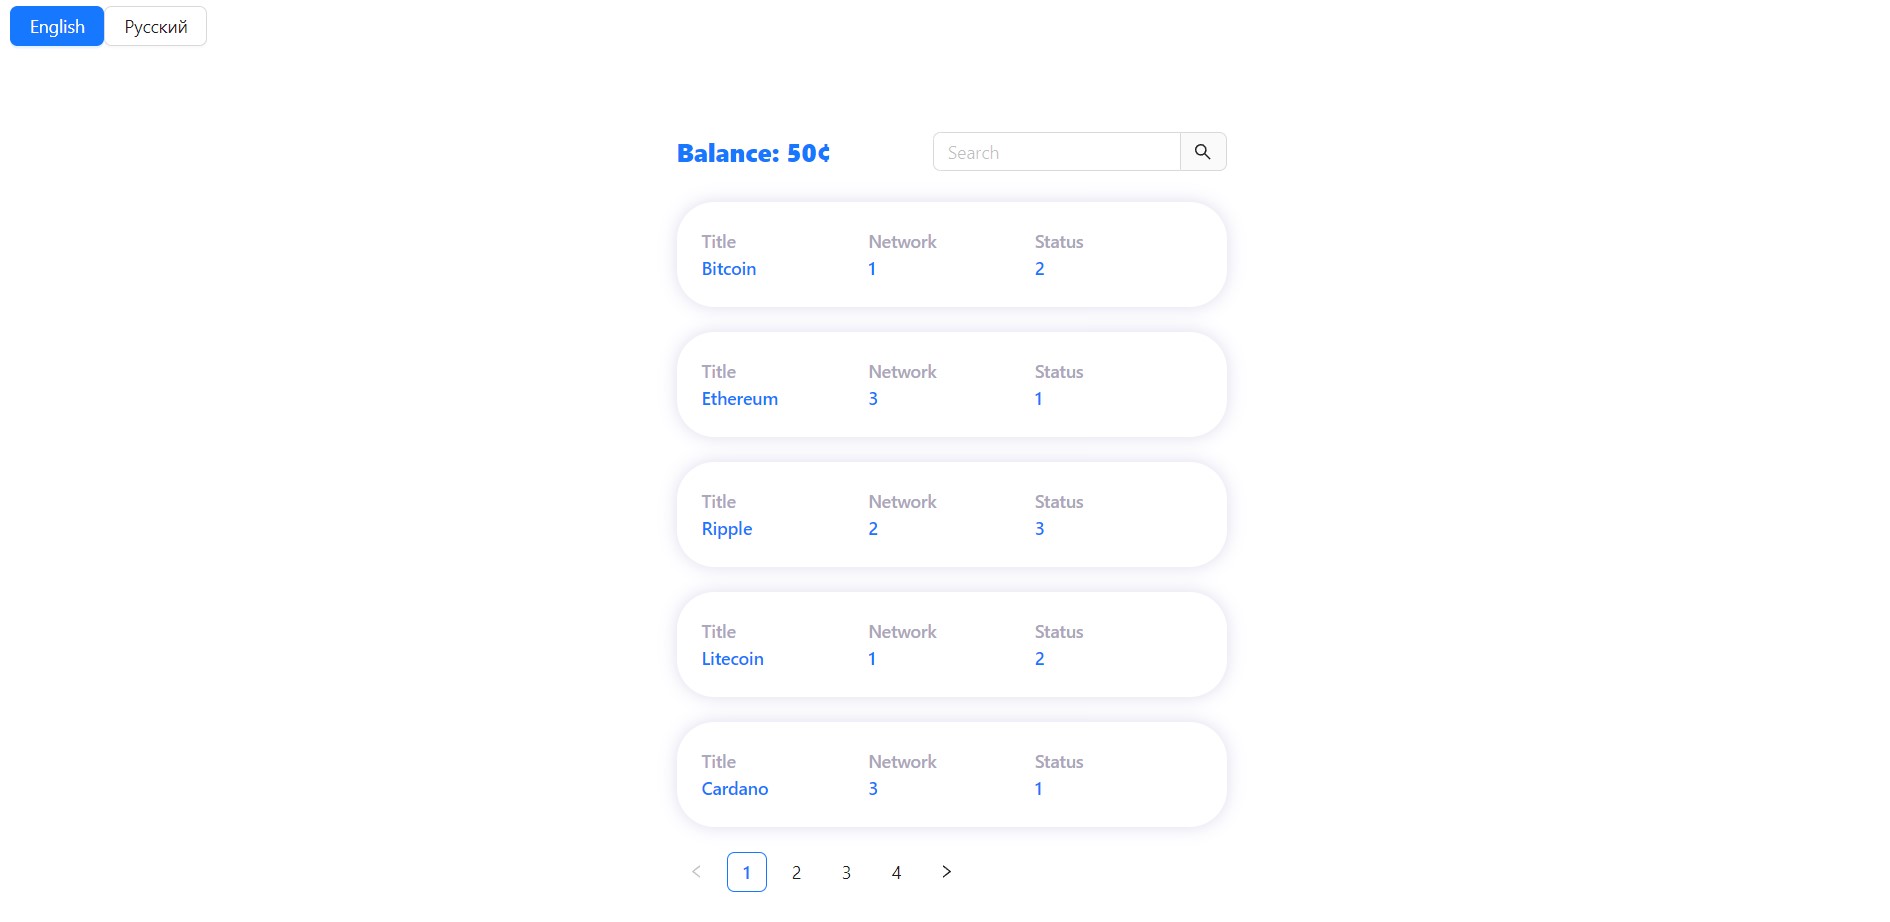 English Русский
Balance: 50¢ Search
Title Network Status
Bitcoin 1 2
Title Network Status
Ethereum 3 1
Title Network Status
Ripple 2 3
Title Network Status
Litecoin 1 2
Title Network Status
Cardano 3 1
1 2 3 4